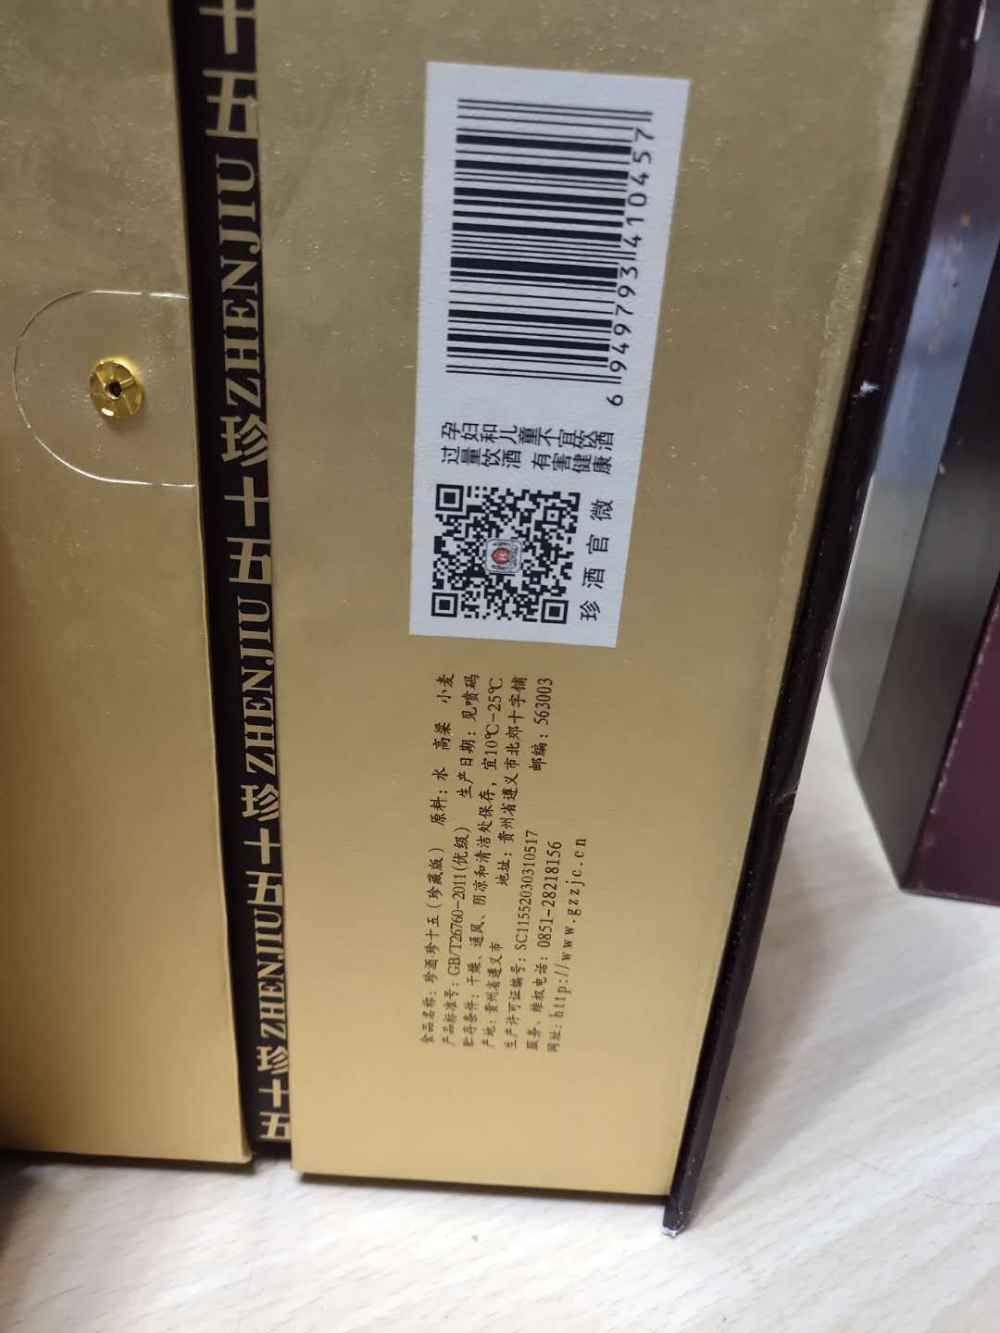 十五 ZHENJIU 珍十五 ZHENJIU 珍十五 ZHENJIU 珍十五
6 949793 410457
孕妇和儿童不宜饮酒
过量饮酒 有害健康
珍酒官微
食品名称：珍酒珍十五（珍藏版） 原料：水 高粱 小麦
产品标准号：GB/T26760-2011(优级) 生产日期：见喷码
贮存条件：干燥、通风、阴凉和清洁处保存，宜10℃-25℃
产地：贵州省遵义市 地址：贵州省遵义市北郊十字铺
生产许可证编号：SC11552030310517 邮编：563003
服务、维权电话：0851-28218156
网址：http://www.gzzjc.cn